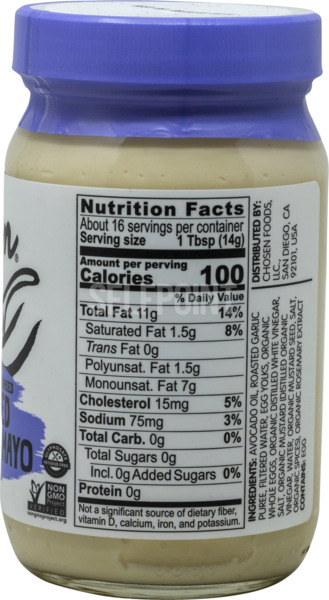 Nutrition Facts
About 16 servings per container
Serving size 1 Tbsp (14g)
Amount per perving
Calories 100
% Daily Value
Total Fat 11g 14%
Saturated Fat 1.5g 8%
Trans Fat 0g
Polyunsat. Fat 1.5g
Monounsat. Fat 7g
Cholesterol 15mg 5%
Sodium 75mg 3%
Total Carb. 0g 0%
Total Sugars 0g
Incl. 0g Added Sugars 0%
Protein 0g
Not a significant source of dietary fiber,
vitamin D, calcium, iron, and potassium.
DISTRIBUTED BY:
CHOSEN FOODS,
LLC.
SAN DIEGO, CA
92101, USA
INGREDIENTS: AVOCADO OIL, ROASTED GARLIC
PUREE, FILTERED WATER, EGG YOLKS, ORGANIC
WHOLE EGGS, ORGANIC DISTILLED WHITE VINEGAR,
SALT, ORGANIC MUSTARD (DISTILLED ORGANIC
VINEGAR, WATER, ORGANIC MUSTARD SEED, SALT,
ORGANIC SPICES), ORGANIC ROSEMARY EXTRACT
CONTAINS: EGG
MAYO
NON
GMO
VERIFIED
nongmoproject.org